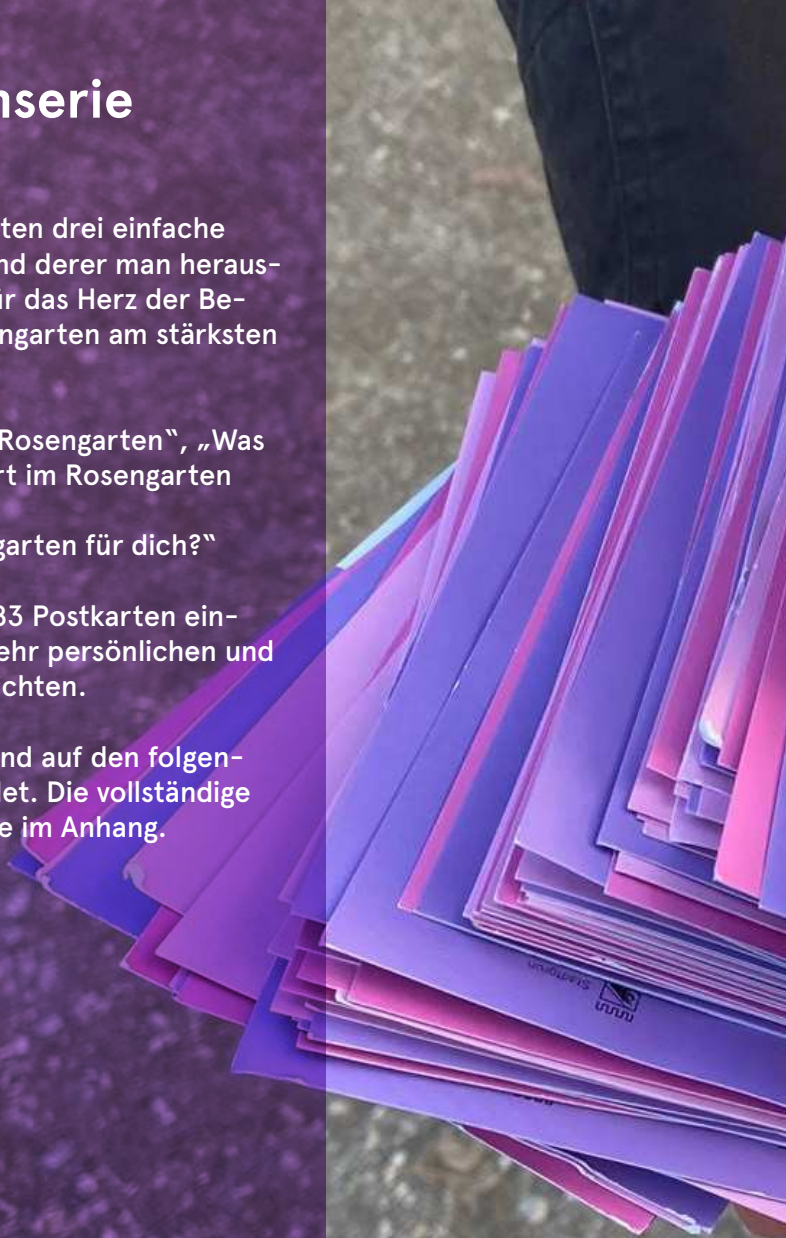 nserie
ten drei einfache
nd derer man heraus-
ür das Herz der Be-
ngarten am stärksten
Rosengarten“, „Was
rt im Rosengarten
garten für dich?“
33 Postkarten ein-
ehr persönlichen und
chten.
nd auf den folgen-
det. Die vollständige
e im Anhang.
Stadtgrün